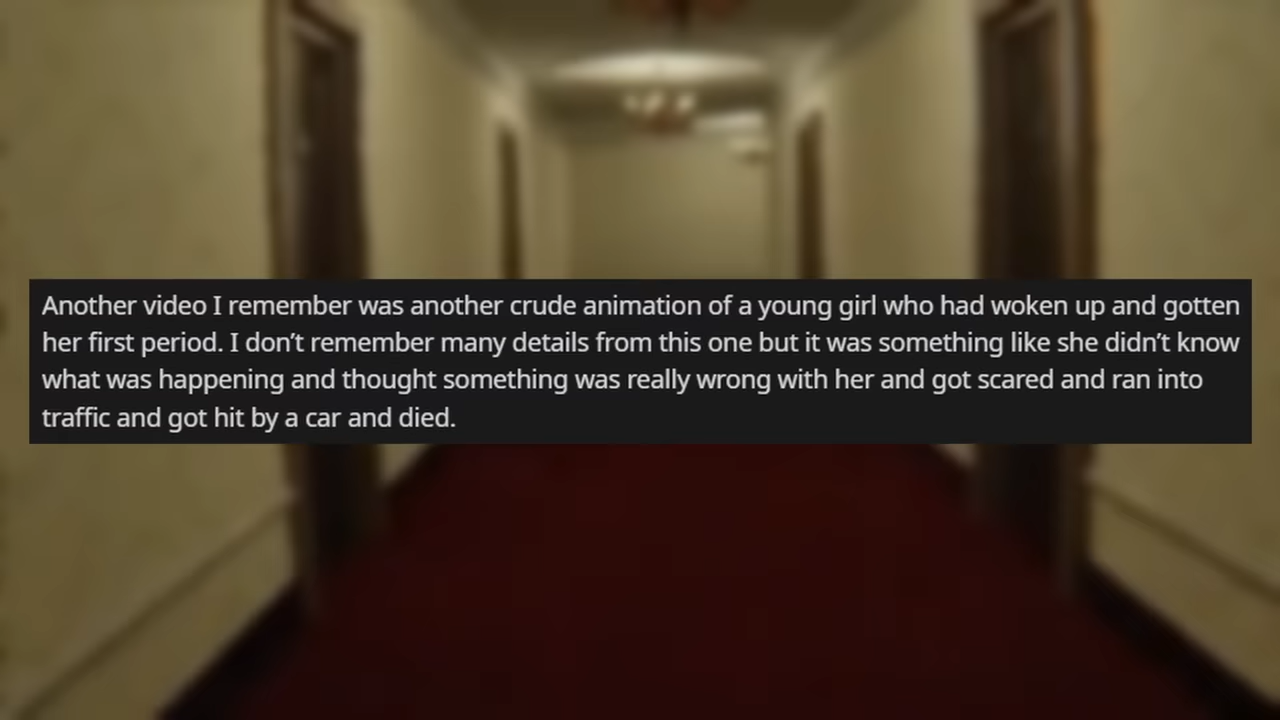 Another video I remember was another crude animation of a young girl who had woken up and gotten
her first period. I don’t remember many details from this one but it was something like she didn’t know
what was happening and thought something was really wrong with her and got scared and ran into
traffic and got hit by a car and died.